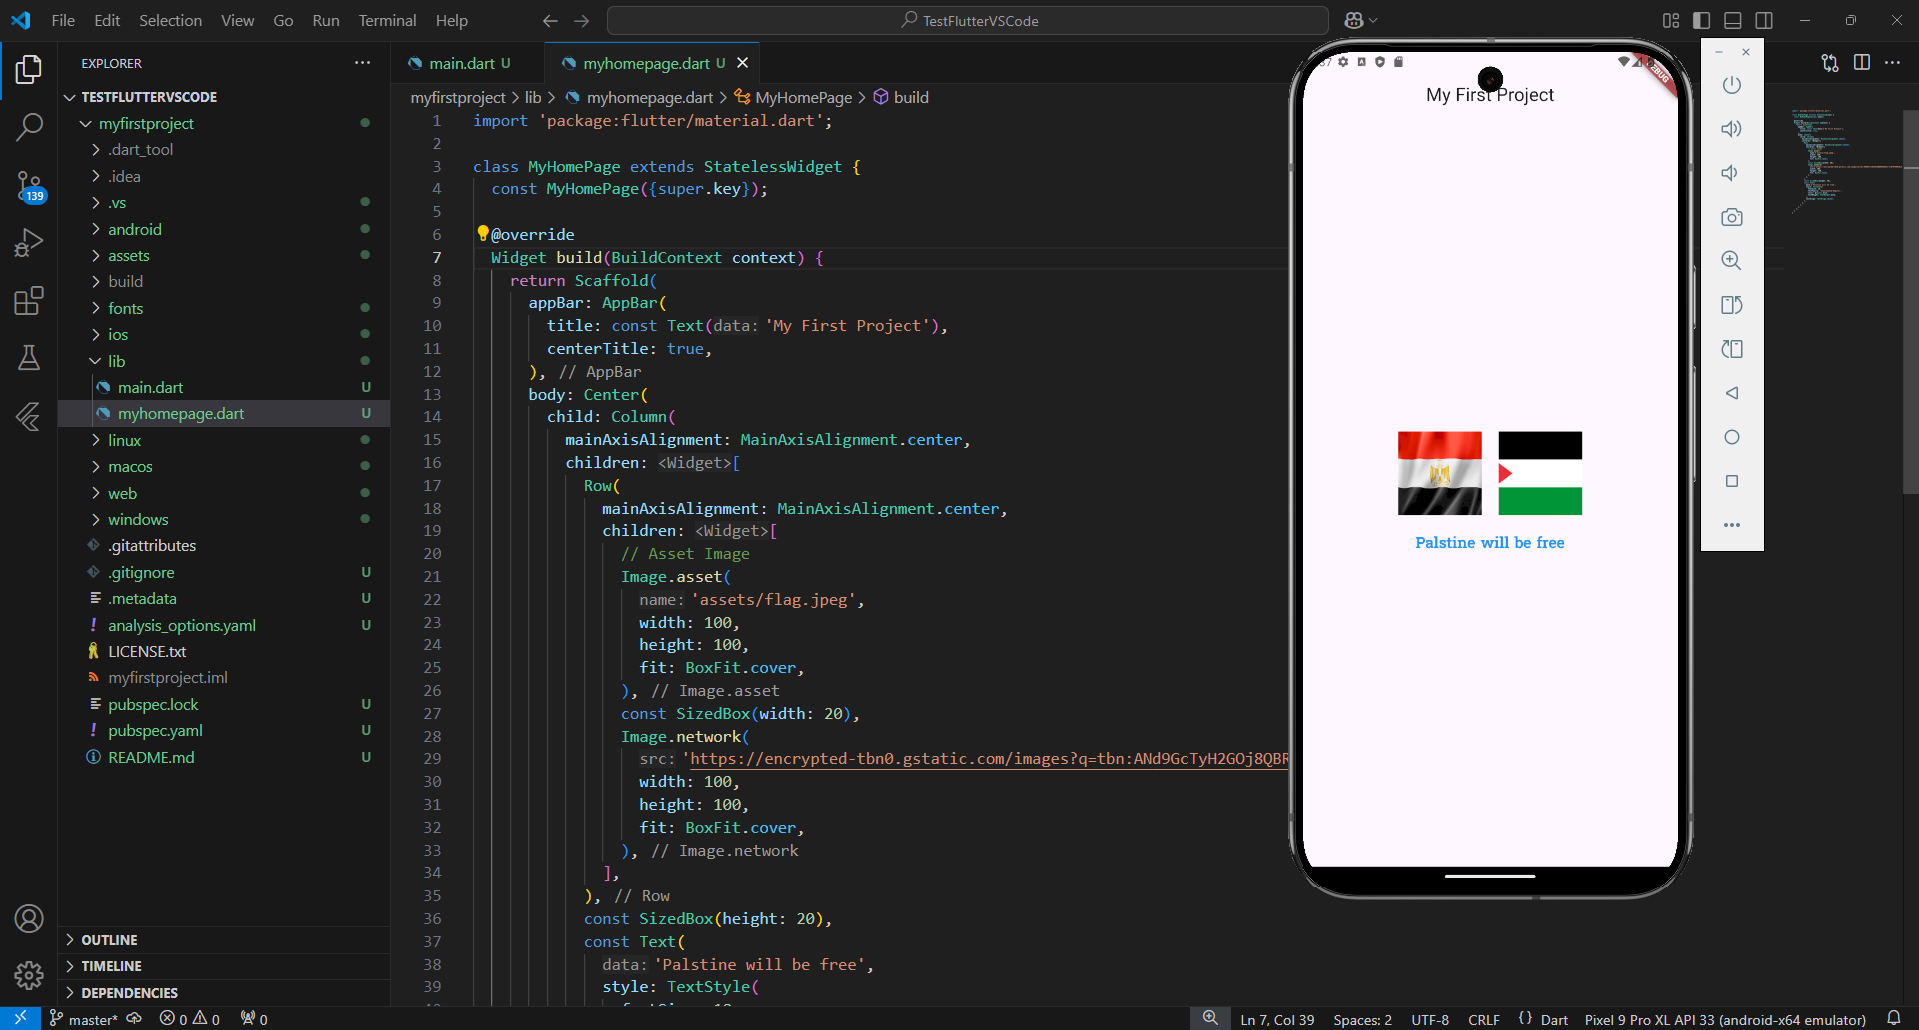 File Edit Selection View Go Run Terminal Help
TestFlutterVSCode
EXPLORER
TESTFLUTTERVSCODE
myfirstproject
.dart_tool
.idea
.vs
android
assets
build
fonts
ios
lib
main.dart U
myhomepage.dart U
linux
macos
web
windows
.gitattributes
.gitignore U
.metadata U
analysis_options.yaml U
LICENSE.txt
myfirstproject.iml
pubspec.lock U
pubspec.yaml U
README.md U
OUTLINE
TIMELINE
DEPENDENCIES
139
main.dart U
myhomepage.dart U
myfirstproject > lib > myhomepage.dart > MyHomePage > build
1 import 'package:flutter/material.dart';
2
3 class MyHomePage extends StatelessWidget {
4 const MyHomePage({super.key});
5
6 @override
7 Widget build(BuildContext context) {
8 return Scaffold(
9 appBar: AppBar(
10 title: const Text(data: 'My First Project'),
11 centerTitle: true,
12 ), // AppBar
13 body: Center(
14 child: Column(
15 mainAxisAlignment: MainAxisAlignment.center,
16 children: <Widget>[
17 Row(
18 mainAxisAlignment: MainAxisAlignment.center,
19 children: <Widget>[
20 // Asset Image
21 Image.asset(
22 name: 'assets/flag.jpeg',
23 width: 100,
24 height: 100,
25 fit: BoxFit.cover,
26 ), // Image.asset
27 const SizedBox(width: 20),
28 Image.network(
29 src: 'https://encrypted-tbn0.gstatic.com/images?q=tbn:ANd9GcTyH2GOj8QBR
30 width: 100,
31 height: 100,
32 fit: BoxFit.cover,
33 ), // Image.network
34 ],
35 ), // Row
36 const SizedBox(height: 20),
37 const Text(
38 data: 'Palstine will be free',
39 style: TextStyle(
My First Project
Palstine will be free
master* 0 0 0
Ln 7, Col 39 Spaces: 2 UTF-8 CRLF {} Dart Pixel 9 Pro XL API 33 (android-x64 emulator)